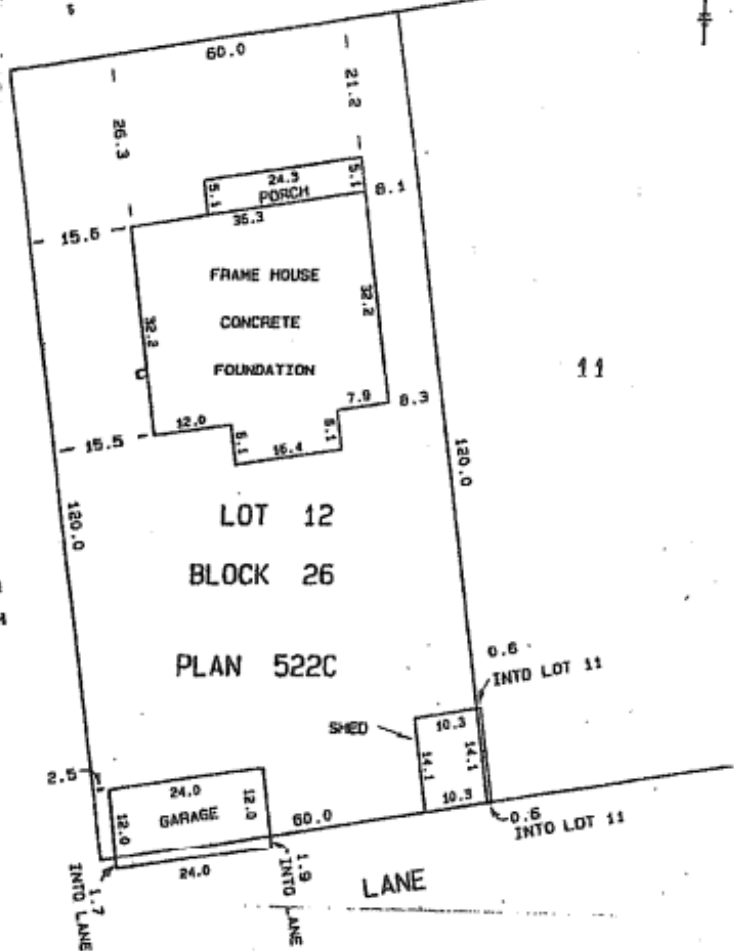 60.0
26.3
21.2
24.3
5.1
5.1
PORCH
8.1
35.3
15.6
FRAME HOUSE
32.2
32.2
CONCRETE
FOUNDATION
11
7.9
8.3
12.0
5.1
5.1
15.5
16.4
120.0
120.0
LOT 12
BLOCK 26
PLAN 522C
0.6
INTO LOT 11
SHED
10.3
14.1
14.1
10.3
2.5
24.0
12.0
12.0
GARAGE
60.0
0.6
INTO LOT 11
24.0
1.7
INTO LANE
1.9
INTO LANE
LANE